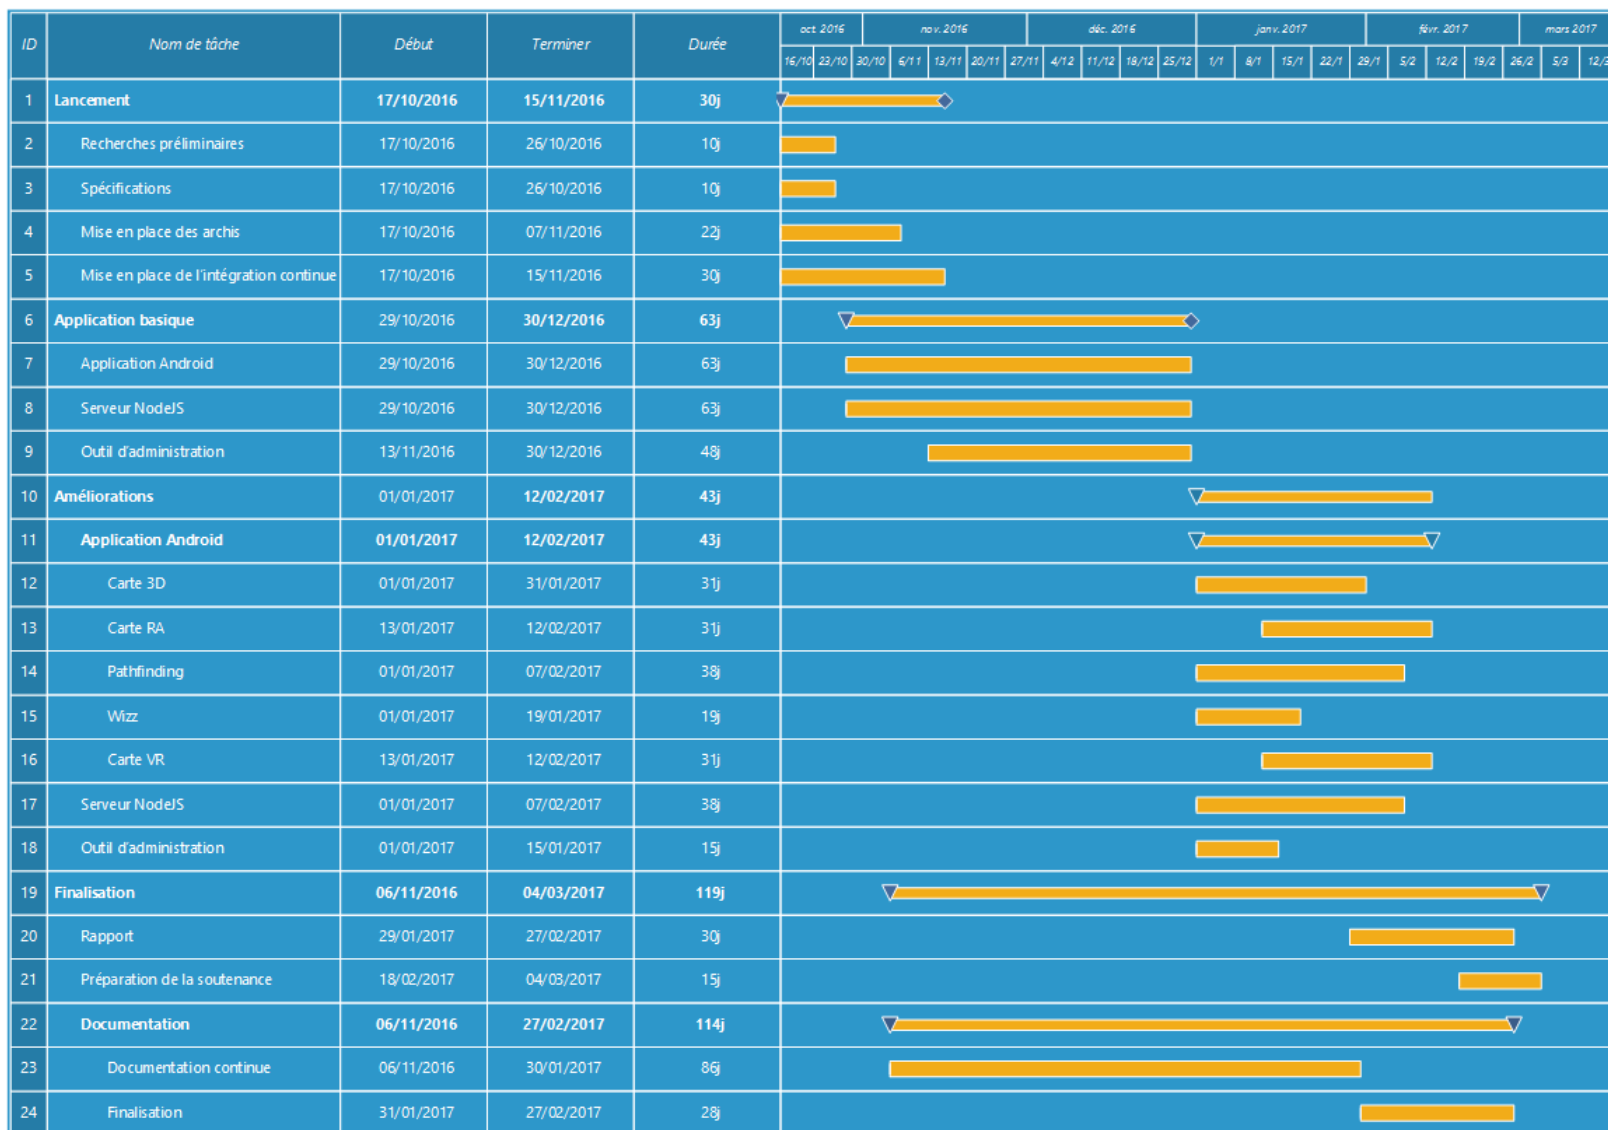 ID Nom de tâche Début Terminer Durée oct. 2016 nov. 2016 déc. 2016 janv. 2017 févr. 2017 mars 2017
16/10 23/10 30/10 6/11 13/11 20/11 27/11 4/12 11/12 18/12 25/12 1/1 8/1 15/1 22/1 29/1 5/2 12/2 19/2 26/2 5/3 12/3
1 Lancement 17/10/2016 15/11/2016 30j
2 Recherches préliminaires 17/10/2016 26/10/2016 10j
3 Spécifications 17/10/2016 26/10/2016 10j
4 Mise en place des archis 17/10/2016 07/11/2016 22j
5 Mise en place de l'intégration continue 17/10/2016 15/11/2016 30j
6 Application basique 29/10/2016 30/12/2016 63j
7 Application Android 29/10/2016 30/12/2016 63j
8 Serveur NodeJS 29/10/2016 30/12/2016 63j
9 Outil d'administration 13/11/2016 30/12/2016 48j
10 Améliorations 01/01/2017 12/02/2017 43j
11 Application Android 01/01/2017 12/02/2017 43j
12 Carte 3D 01/01/2017 31/01/2017 31j
13 Carte RA 13/01/2017 12/02/2017 31j
14 Pathfinding 01/01/2017 07/02/2017 38j
15 Wizz 01/01/2017 19/01/2017 19j
16 Carte VR 13/01/2017 12/02/2017 31j
17 Serveur NodeJS 01/01/2017 07/02/2017 38j
18 Outil d'administration 01/01/2017 15/01/2017 15j
19 Finalisation 06/11/2016 04/03/2017 119j
20 Rapport 29/01/2017 27/02/2017 30j
21 Préparation de la soutenance 18/02/2017 04/03/2017 15j
22 Documentation 06/11/2016 27/02/2017 114j
23 Documentation continue 06/11/2016 30/01/2017 86j
24 Finalisation 31/01/2017 27/02/2017 28j